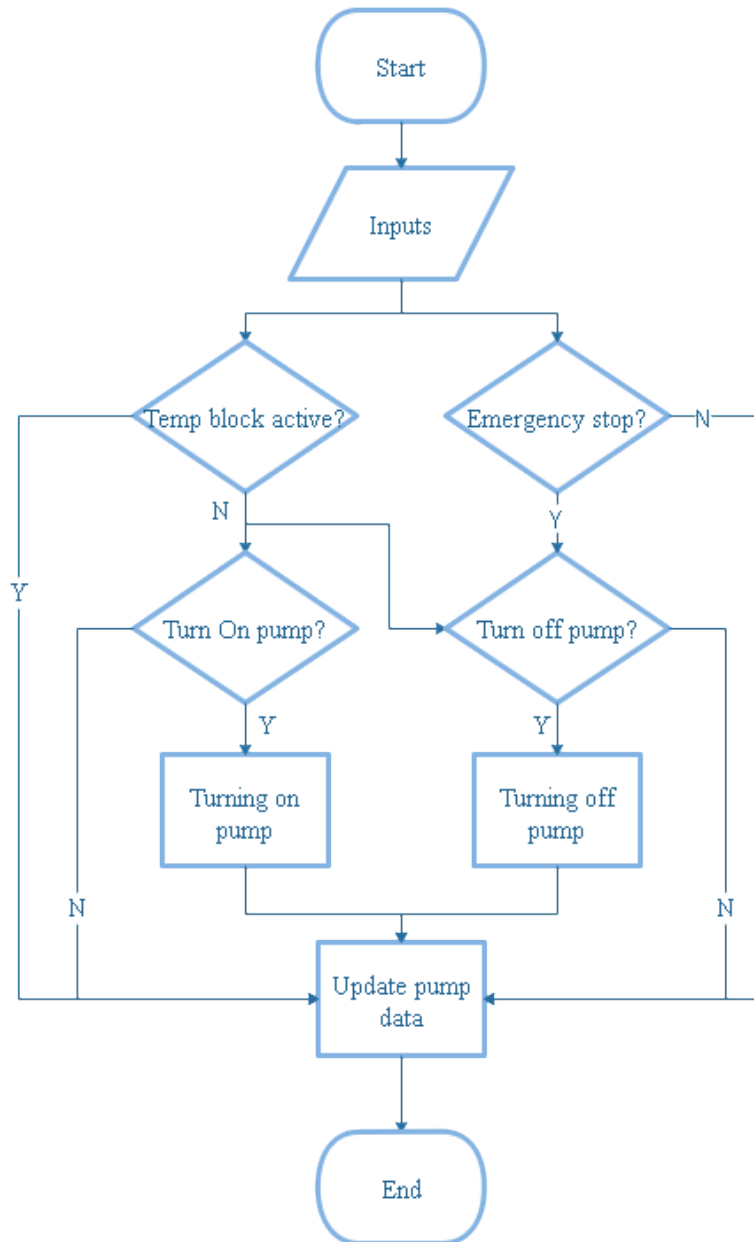 Start
Inputs
Temp block active?
Emergency stop?
N
N
Y
Y
Turn On pump?
Turn off pump?
Y
Y
Turning on
pump
Turning off
pump
N
N
Update pump
data
End